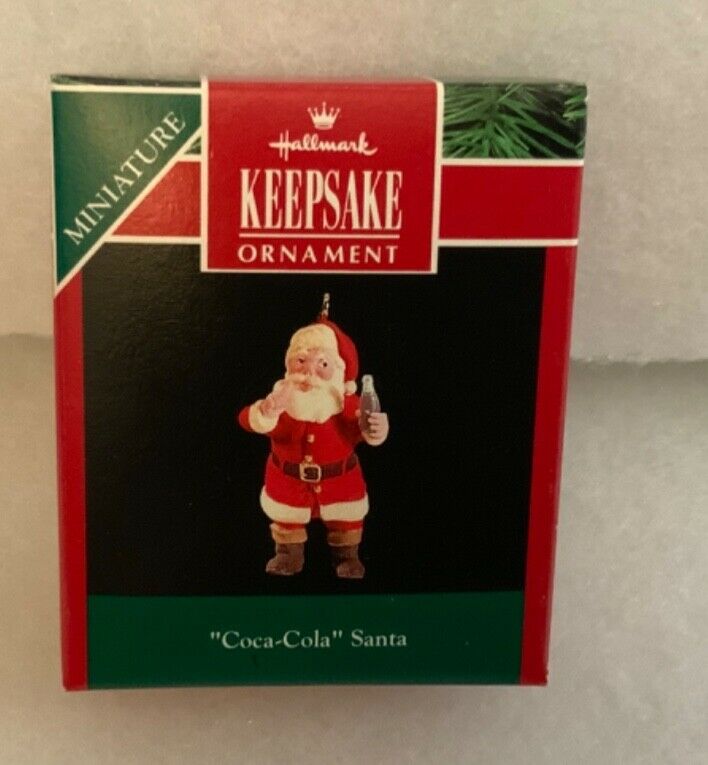 MINIATURE
Hallmark
KEEPSAKE
ORNAMENT
"Coca-Cola" Santa